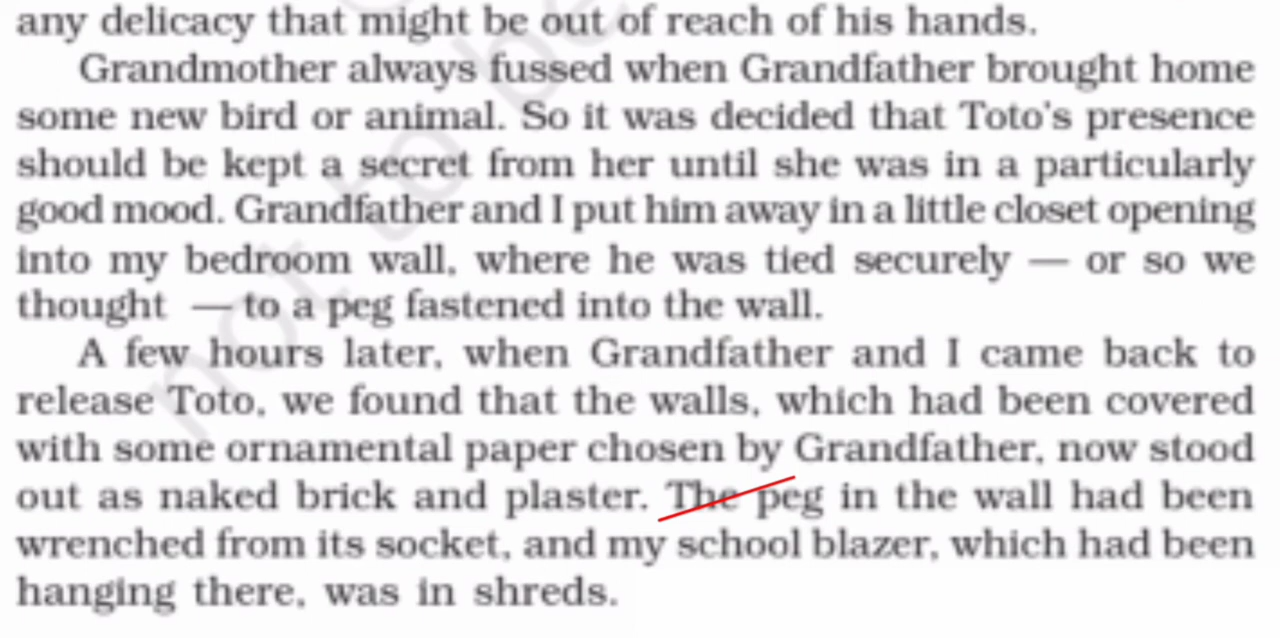 any delicacy that might be out of reach of his hands.
Grandmother always fussed when Grandfather brought home
some new bird or animal. So it was decided that Toto's presence
should be kept a secret from her until she was in a particularly
good mood. Grandfather and I put him away in a little closet opening
into my bedroom wall, where he was tied securely — or so we
thought — to a peg fastened into the wall.
A few hours later, when Grandfather and I came back to
release Toto, we found that the walls, which had been covered
with some ornamental paper chosen by Grandfather, now stood
out as naked brick and plaster. The peg in the wall had been
wrenched from its socket, and my school blazer, which had been
hanging there, was in shreds.
not to be